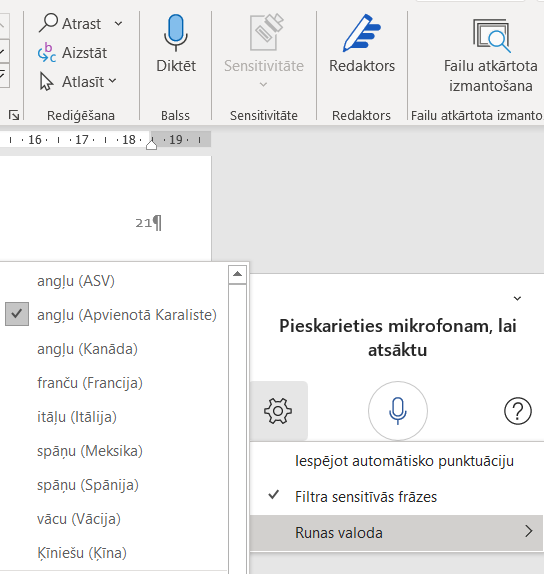 Atrast
Aizstāt
Atlasīt
Rediģēšana
Diktēt
Balss
Sensitivitāte
Sensitivitāte
Redaktors
Redaktors
Failu atkārtota
izmantošana
Failu atkārtota izmanto
16 17 18 19
21¶
angļu (ASV)
angļu (Apvienotā Karaliste)
angļu (Kanāda)
franču (Francija)
itāļu (Itālija)
spāņu (Meksika)
spāņu (Spānija)
vācu (Vācija)
Ķīniešu (Ķīna)
Pieskarieties mikrofonam, lai
atsāktu
Iespējot automātisko punktuāciju
Filtra sensitīvās frāzes
Runas valoda